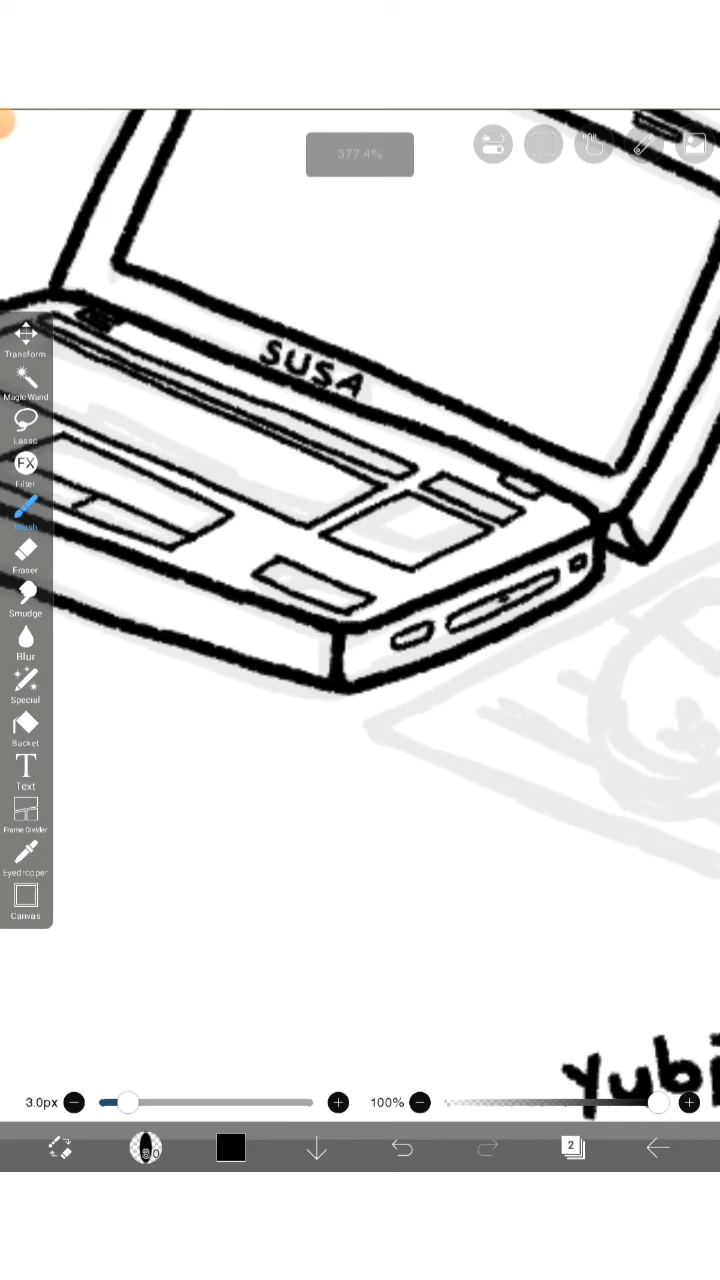 377.4%
SUSA
Transform
Magic Wand
Lasso
FX
Filter
Brush
Eraser
Smudge
Blur
Special
Bucket
T
Text
Frame Divider
Eyedropper
Canvas
Yubi
3.0px
100%
2